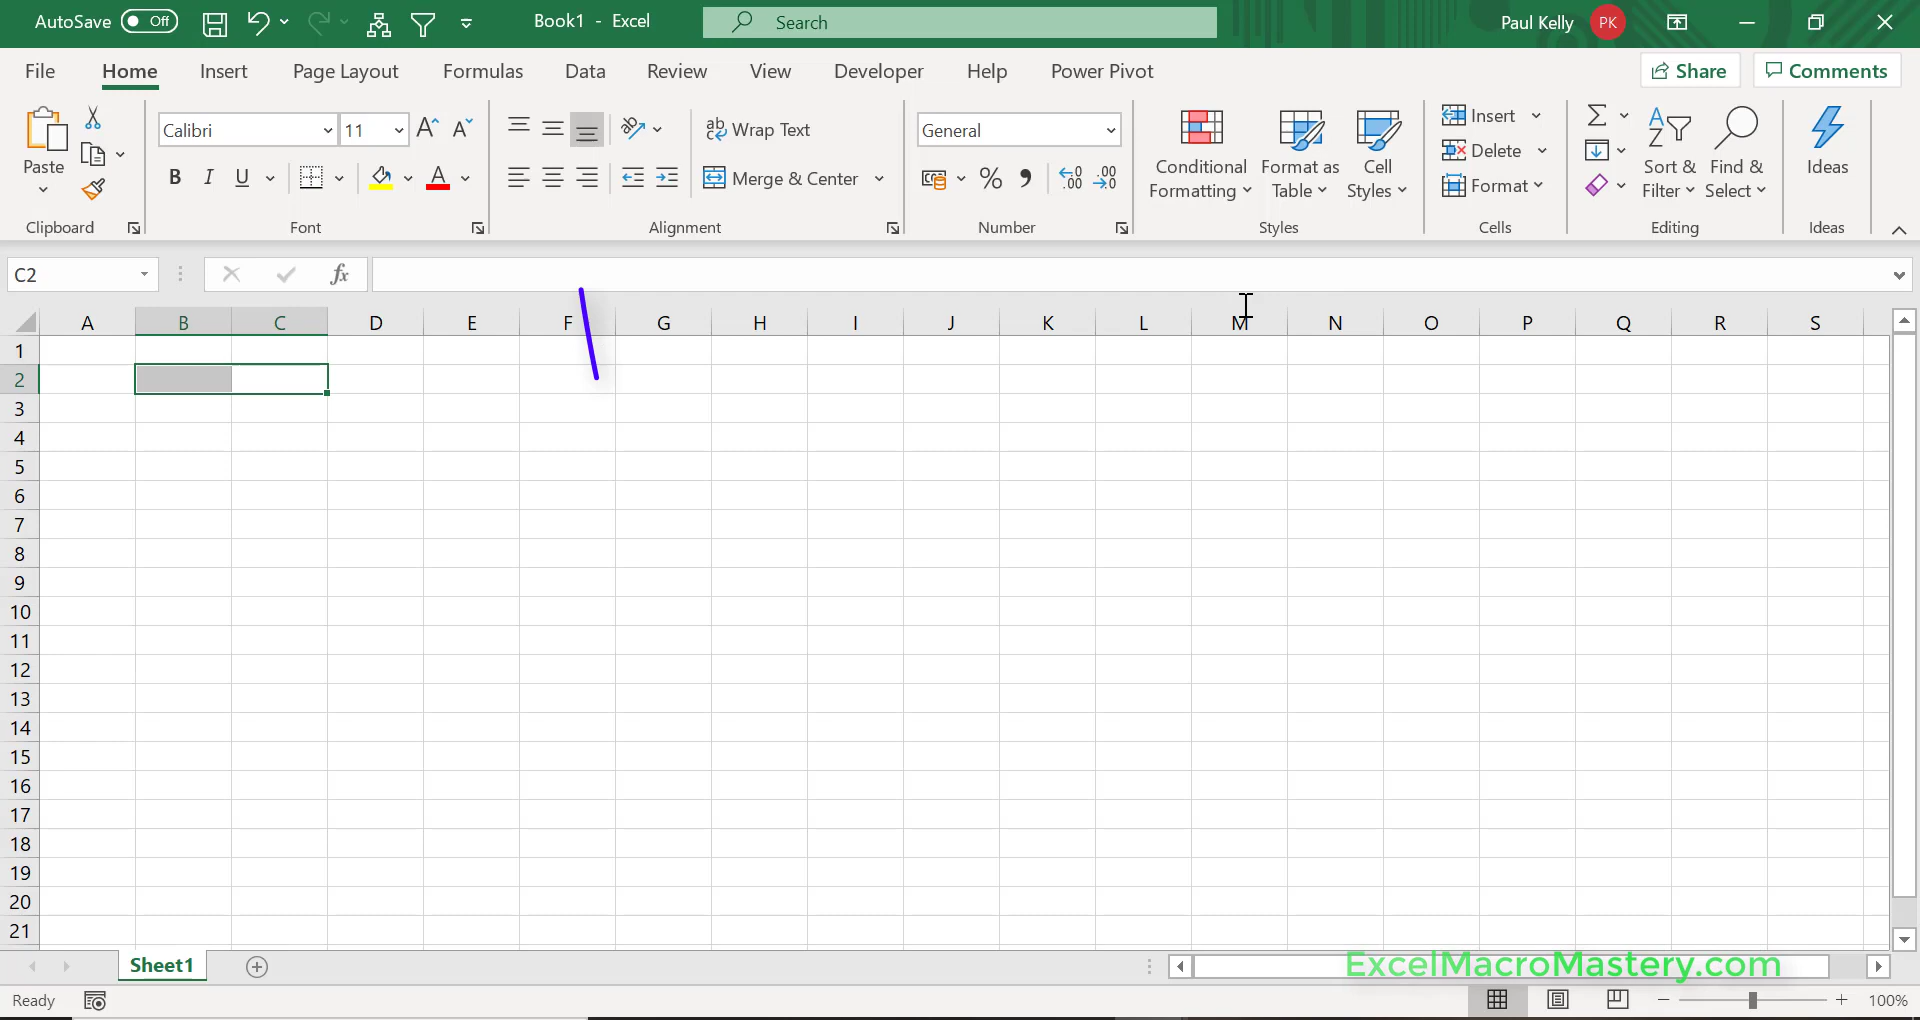 AutoSave Off Book1 - Excel Search Paul Kelly PK
File Home Insert Page Layout Formulas Data Review View Developer Help Power Pivot Share Comments
Paste
Clipboard
Calibri 11
B I U A
Font
ab Wrap Text
Merge & Center
Alignment
General
% .00 .00
Number
Conditional Formatting
Format as Table
Cell Styles
Styles
Insert
Delete
Format
Cells
Sort & Filter
Find & Select
Editing
Ideas
Ideas
C2 fx
A B C D E F G H I J K L M N O P Q R S
1
2
3
4
5
6
7
8
9
10
11
12
13
14
15
16
17
18
19
20
21
Sheet1
ExcelMacroMastery.com
Ready 100%